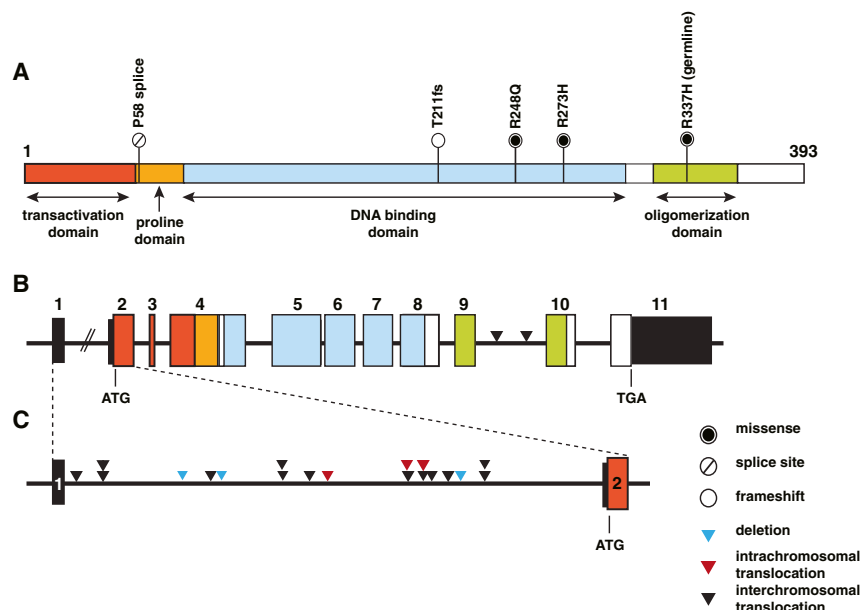 A
P58 splice
T211fs
R248Q
R273H
R337H (germline)
1
393
transactivation
domain
proline
domain
DNA binding
domain
oligomerization
domain
B
1
2
3
4
5
6
7
8
9
10
11
ATG
TGA
C
1
2
ATG
missense
splice site
frameshift
deletion
intrachromosomal
translocation
interchromosomal
translocation